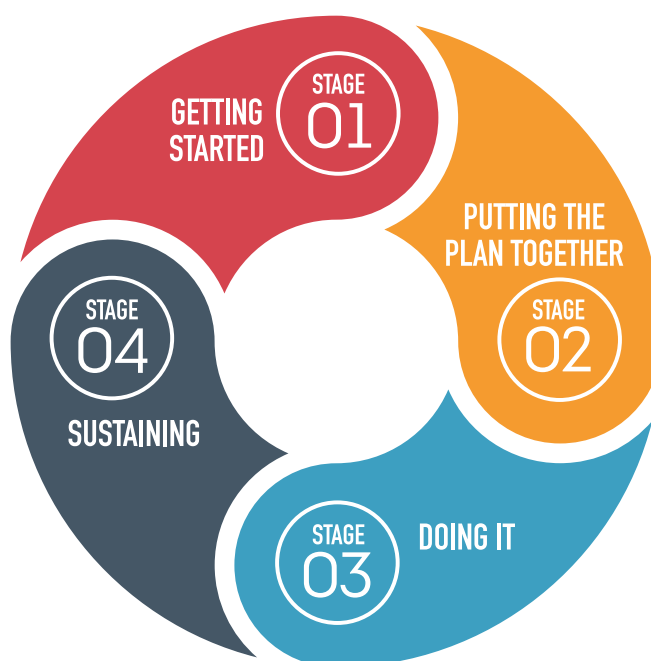 GETTING
STARTED
STAGE
01
PUTTING THE
PLAN TOGETHER
STAGE
02
STAGE
03
DOING IT
STAGE
04
SUSTAINING